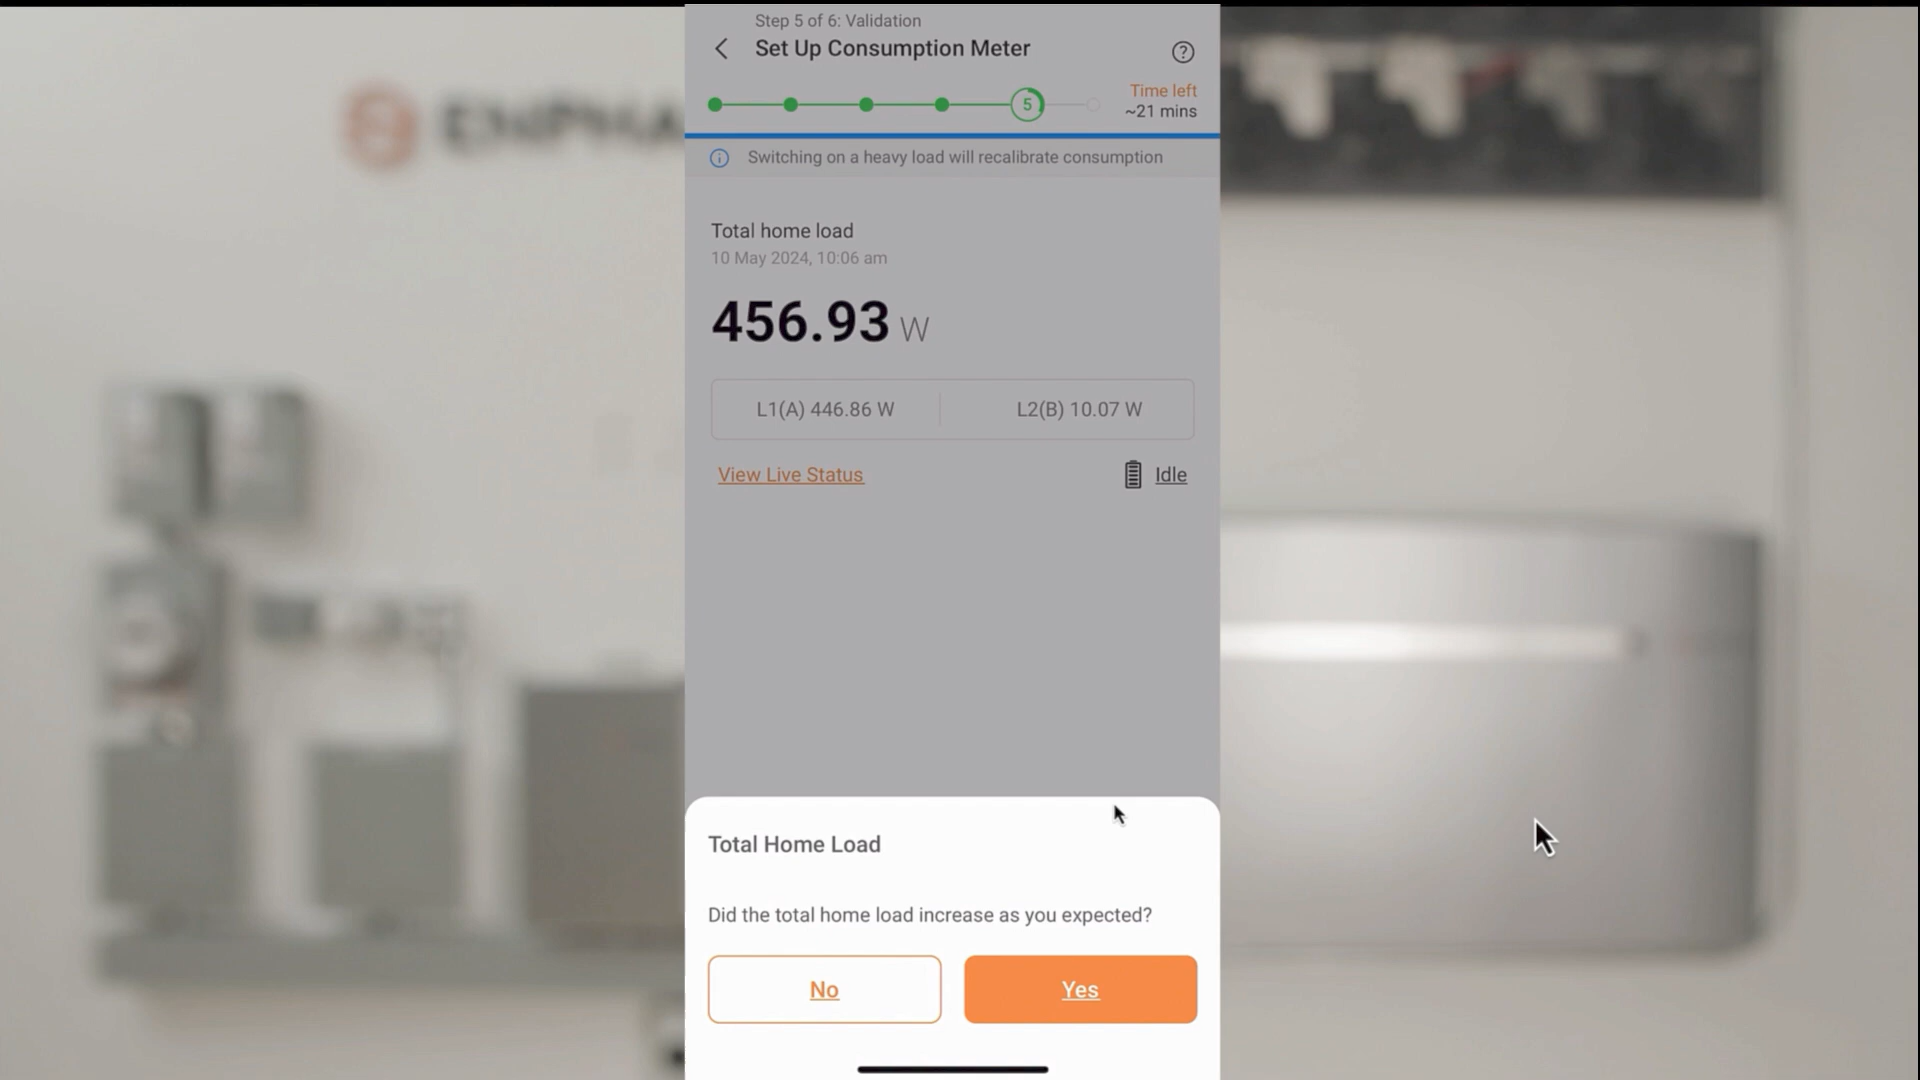 Step 5 of 6: Validation
Set Up Consumption Meter
5
Time left
~21 mins
Switching on a heavy load will recalibrate consumption
Total home load
10 May 2024, 10:06 am
456.93 W
L1(A) 446.86 W
L2(B) 10.07 W
View Live Status
Idle
Total Home Load
Did the total home load increase as you expected?
No
Yes